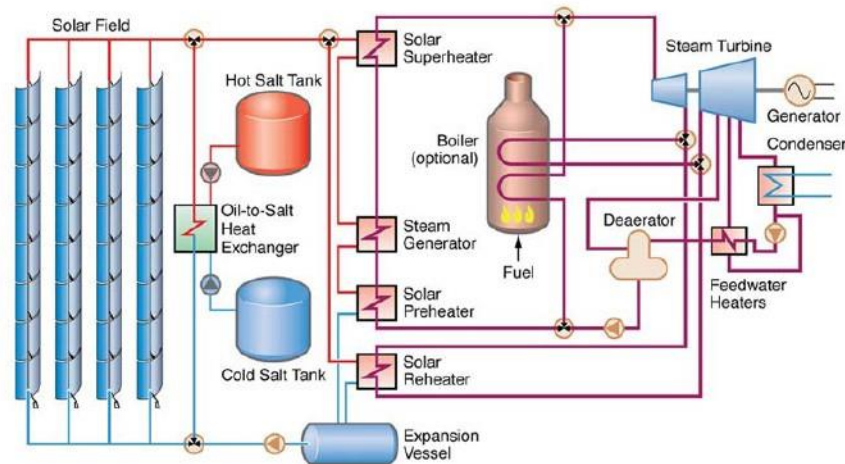 Solar Field
Solar
Superheater
Steam Turbine
Hot Salt Tank
Boiler
(optional)
Generator
Condenser
Oil-to-Salt
Heat
Exchanger
Steam
Generator
Deaerator
Fuel
Feedwater
Heaters
Solar
Preheater
Cold Salt Tank
Solar
Reheater
Expansion
Vessel